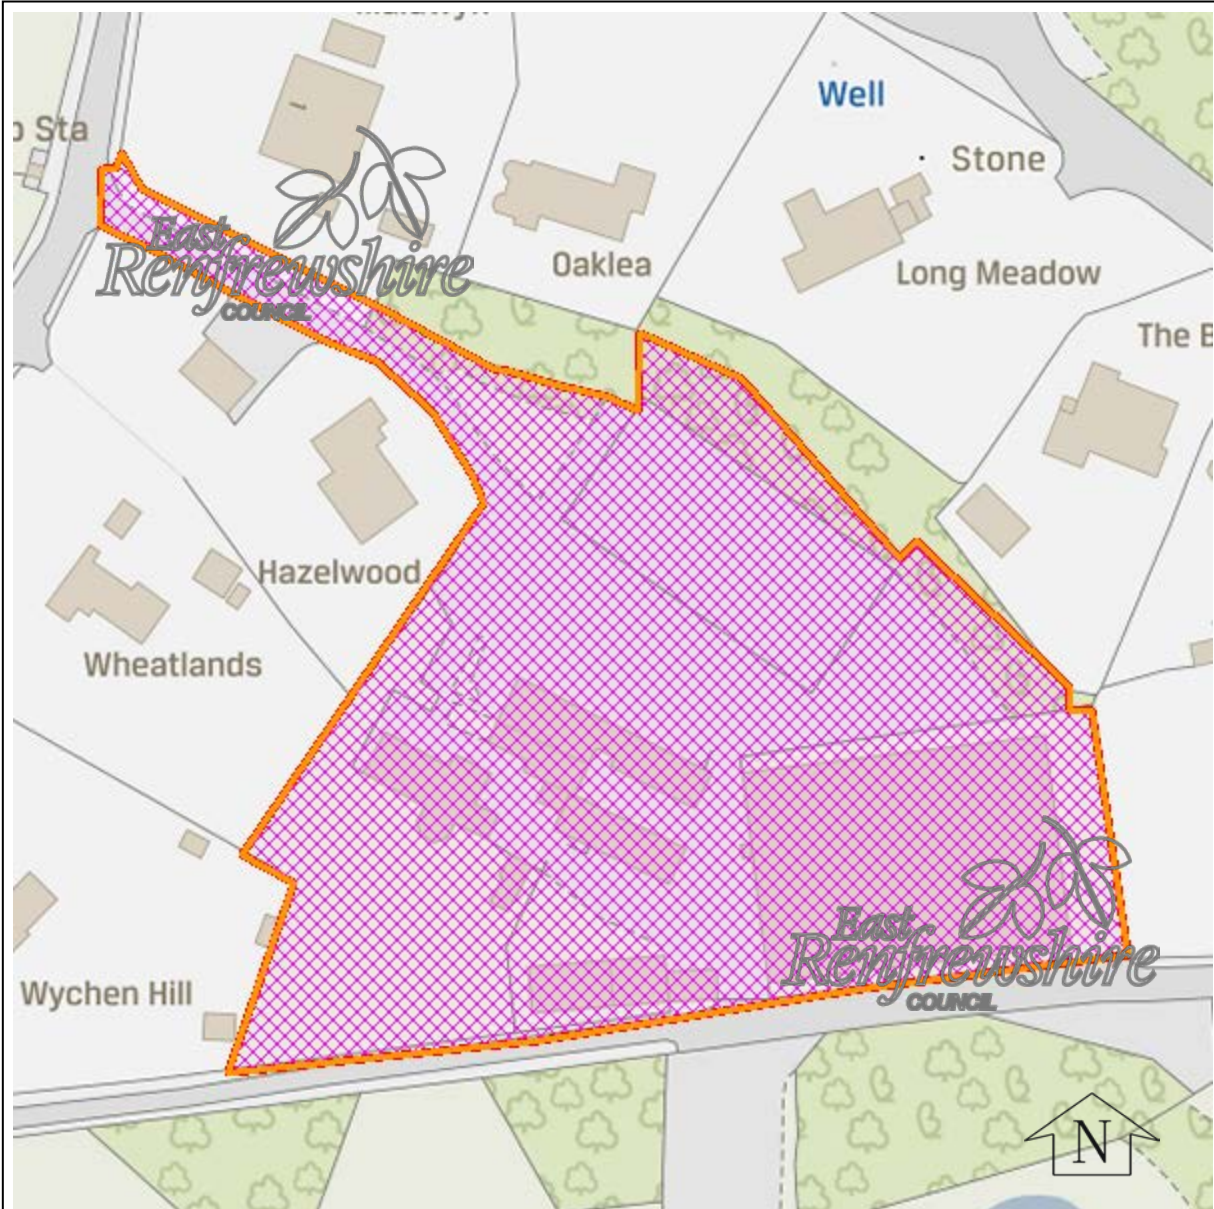 Well
Sta
Stone
Oaklea
Long Meadow
East
Renfrewshire
COUNCIL
The B
Hazelwood
Wheatlands
East
Renfrewshire
COUNCIL
Wychen Hill
N